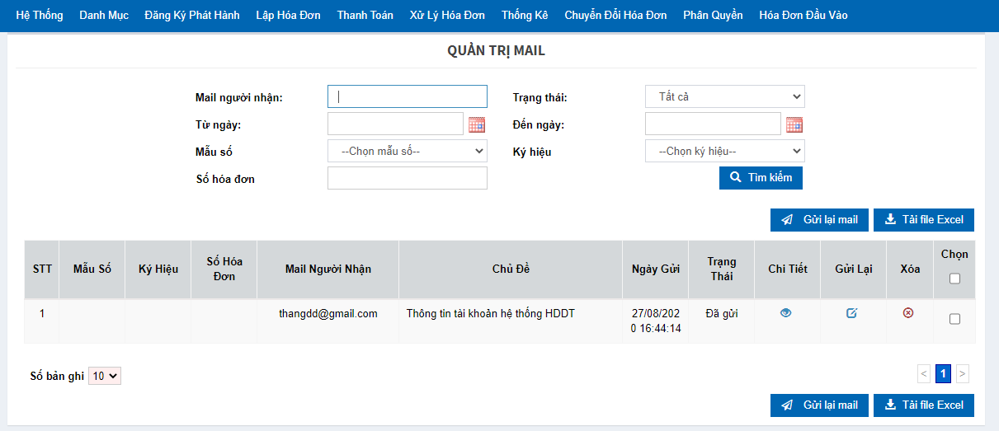 Hệ Thống Danh Mục Đăng Ký Phát Hành Lập Hóa Đơn Thanh Toán Xử Lý Hóa Đơn Thống Kê Chuyển Đổi Hóa Đơn Phân Quyền Hóa Đơn Đầu Vào
QUẢN TRỊ MAIL
Mail người nhận: Trạng thái: Tất cả
Từ ngày: Đến ngày:
Mẫu số --Chọn mẫu số-- Ký hiệu --Chọn ký hiệu--
Số hóa đơn Tìm kiếm
Gửi lại mail Tải file Excel
STT Mẫu Số Ký Hiệu Số Hóa Đơn Mail Người Nhận Chủ Đề Ngày Gửi Trạng Thái Chi Tiết Gửi Lại Xóa Chọn
1 thangdd@gmail.com Thông tin tài khoản hệ thống HDDT 27/08/202 Đã gửi
0 16:44:14
Số bản ghi 10 < 1 >
Gửi lại mail Tải file Excel